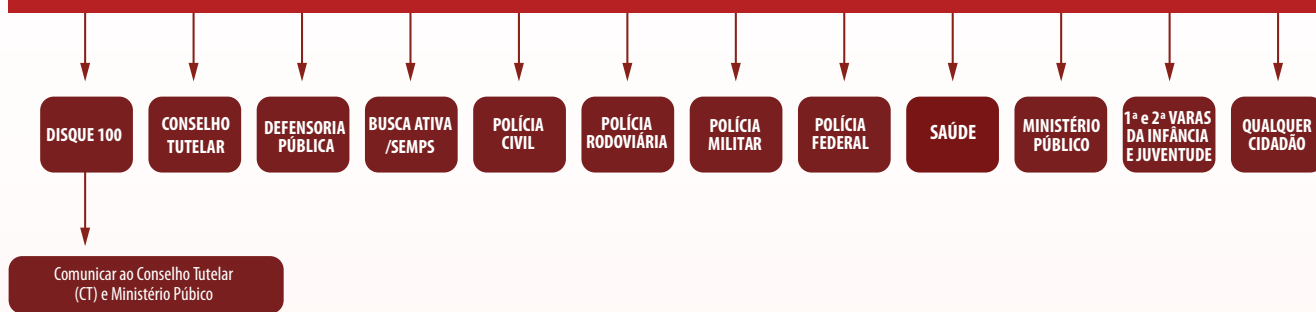 DISQUE 100
CONSELHO
TUTELAR
DEFENSORIA
PÚBLICA
BUSCA ATIVA
/SEMPS
POLÍCIA
CIVIL
POLÍCIA
RODOVIÁRIA
POLÍCIA
MILITAR
POLÍCIA
FEDERAL
SAÚDE
MINISTÉRIO
PÚBLICO
1ª e 2ª VARAS
DA INFÂNCIA
E JUVENTUDE
QUALQUER
CIDADÃO
Comunicar ao Conselho Tutelar
(CT) e Ministério Púbico